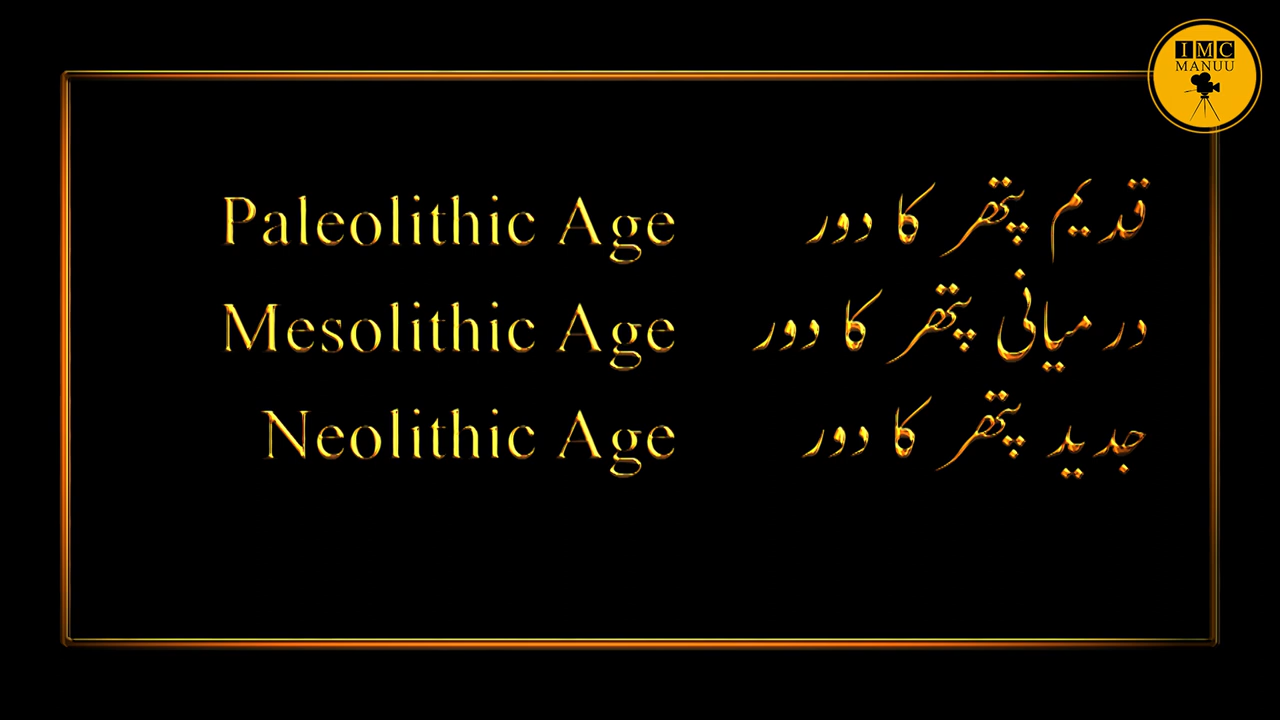 IMC
MANUU
Paleolithic Age قدیم پتھر کا دور
Mesolithic Age درمیانی پتھر کا دور
Neolithic Age جدید پتھر کا دور